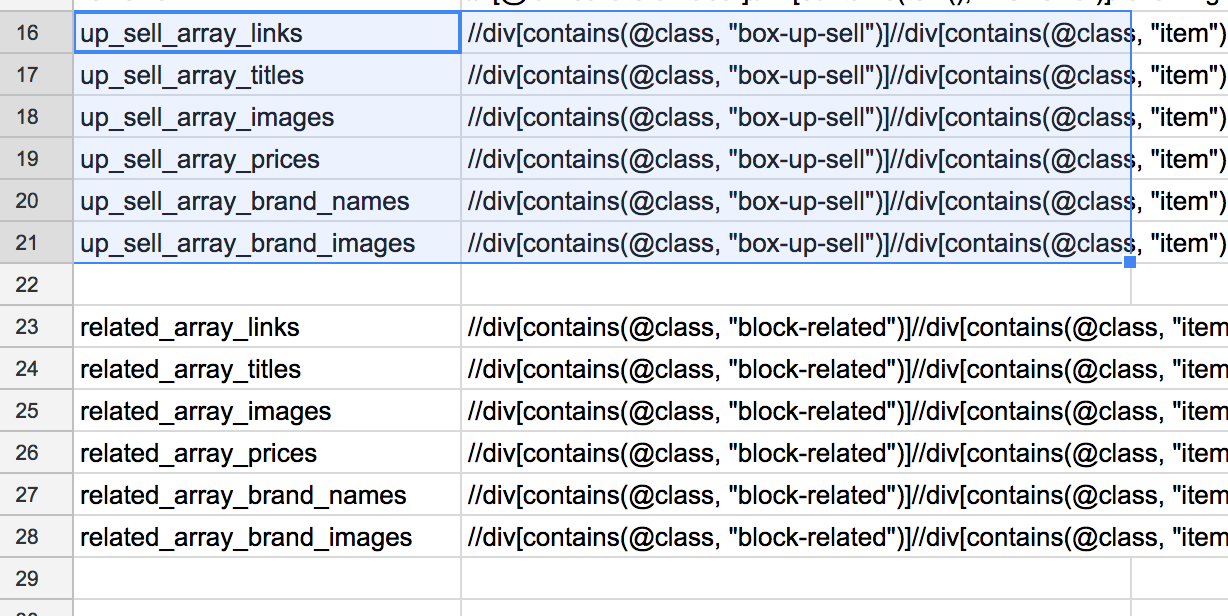 16 up_sell_array_links //div[contains(@class, "box-up-sell")]//div[contains(@class, "item")
17 up_sell_array_titles //div[contains(@class, "box-up-sell")]//div[contains(@class, "item")
18 up_sell_array_images //div[contains(@class, "box-up-sell")]//div[contains(@class, "item")
19 up_sell_array_prices //div[contains(@class, "box-up-sell")]//div[contains(@class, "item")
20 up_sell_array_brand_names //div[contains(@class, "box-up-sell")]//div[contains(@class, "item")
21 up_sell_array_brand_images //div[contains(@class, "box-up-sell")]//div[contains(@class, "item")
22
23 related_array_links //div[contains(@class, "block-related")]//div[contains(@class, "item
24 related_array_titles //div[contains(@class, "block-related")]//div[contains(@class, "item
25 related_array_images //div[contains(@class, "block-related")]//div[contains(@class, "item
26 related_array_prices //div[contains(@class, "block-related")]//div[contains(@class, "item
27 related_array_brand_names //div[contains(@class, "block-related")]//div[contains(@class, "item
28 related_array_brand_images //div[contains(@class, "block-related")]//div[contains(@class, "item
29